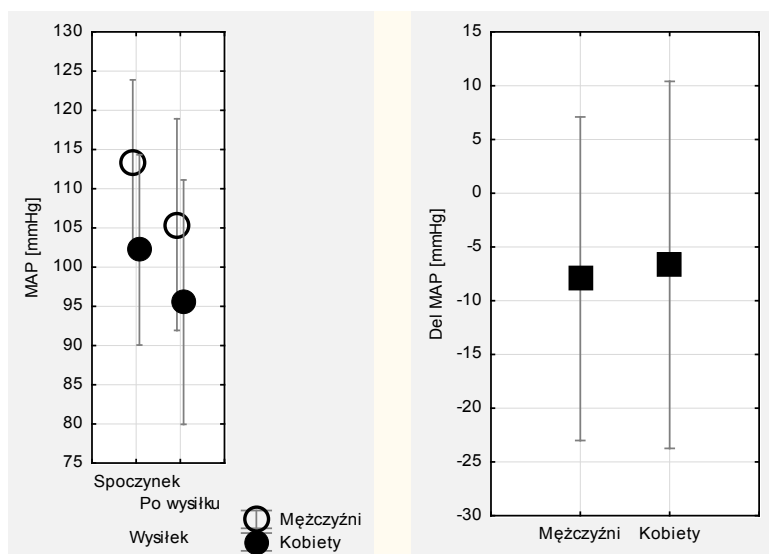 130
125
120
115
110
105
100
95
90
85
80
75
MAP [mmHg]
Spoczynek
Po wysiłku
Wysiłek
Mężczyźni
Kobiety
15
10
5
0
-5
-10
-15
-20
-25
-30
Del MAP [mmHg]
Mężczyźni Kobiety